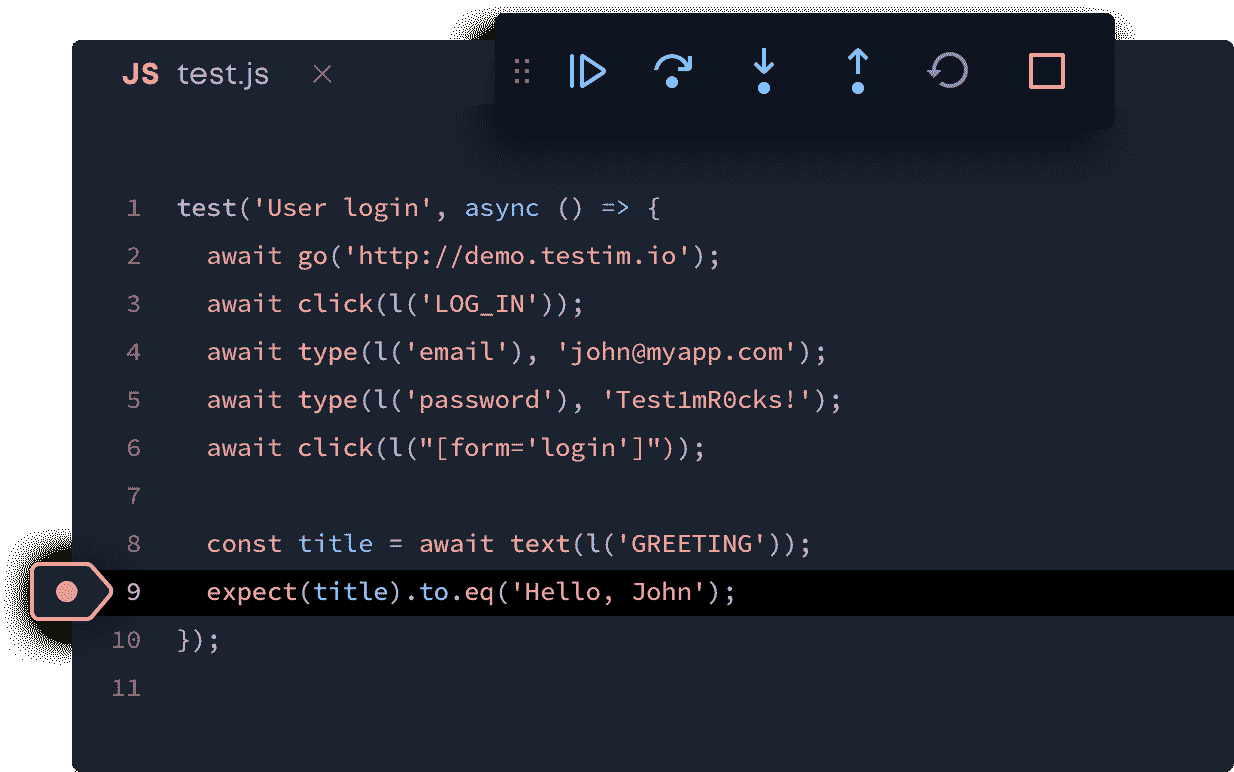 JS test.js
1 test('User login', async () => {
2 await go('http://demo.testim.io');
3 await click(l('LOG_IN'));
4 await type(l('email'), 'john@myapp.com');
5 await type(l('password'), 'Test1mR0cks!');
6 await click(l("[form='login']"));
7
8 const title = await text(l('GREETING'));
9 expect(title).to.eq('Hello, John');
10 });
11